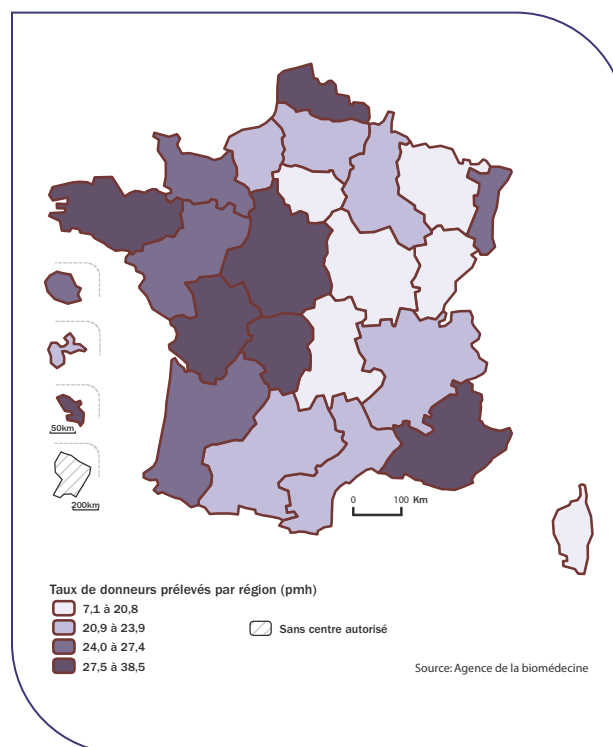 50km
200km
0 100 Km
Taux de donneurs prélevés par région (pmh)
7,1 à 20,8
20,9 à 23,9
Sans centre autorisé
24,0 à 27,4
27,5 à 38,5
Source: Agence de la biomédecine